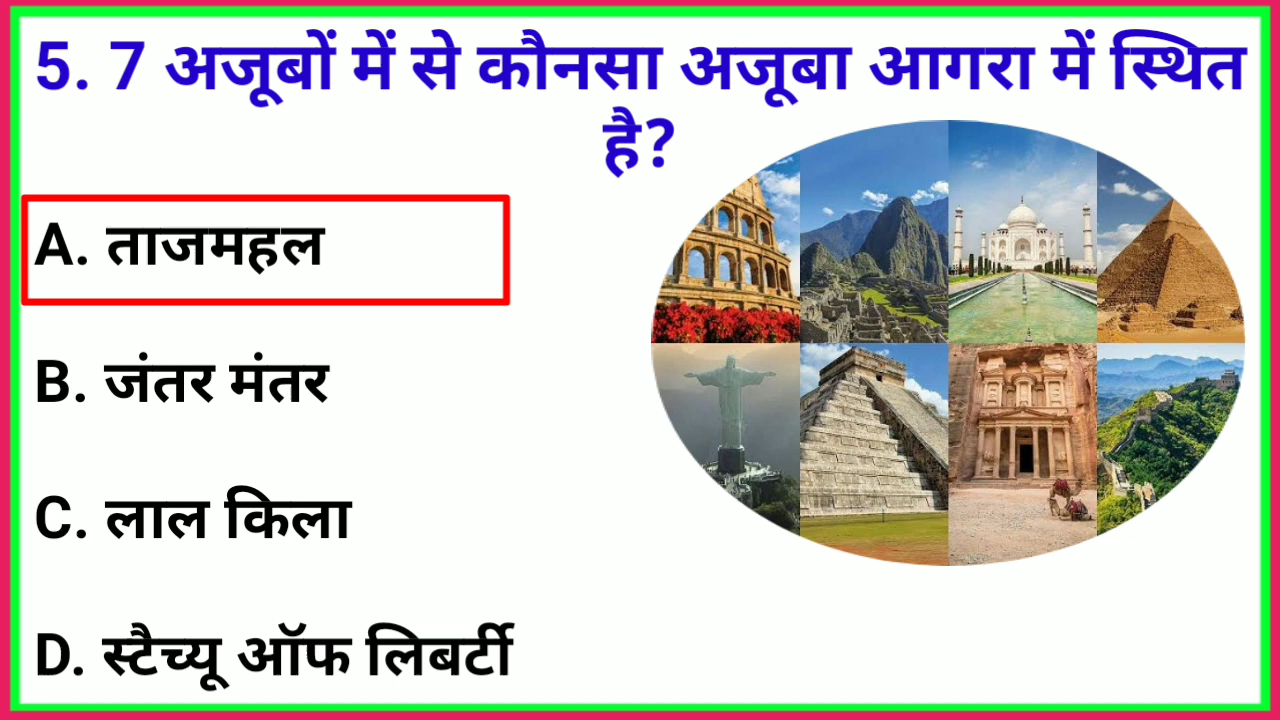 5. 7 अजूबों में से कौनसा अजूबा आगरा में स्थित
है?
A. ताजमहल
B. जंतर मंतर
C. लाल किला
D. स्टैच्यू ऑफ लिबर्टी